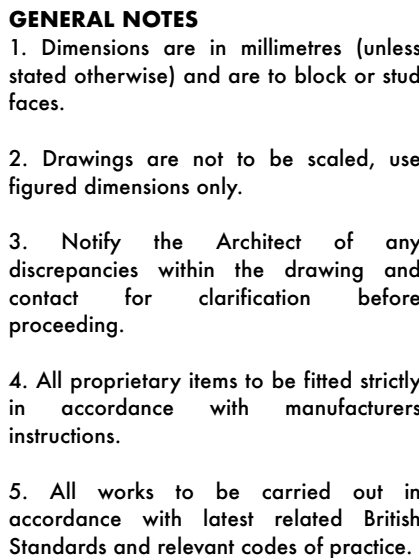 GENERAL NOTES
1. Dimensions are in millimetres (unless
stated otherwise) and are to block or stud
faces.
2. Drawings are not to be scaled, use
figured dimensions only.
3. Notify the Architect of any
discrepancies within the drawing and
contact for clarification before
proceeding.
4. All proprietary items to be fitted strictly
in accordance with manufacturers
instructions.
5. All works to be carried out in
accordance with latest related British
Standards and relevant codes of practice.